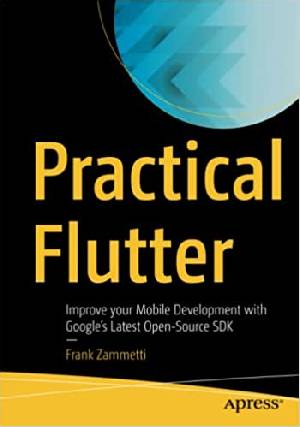 Practical
Flutter
Improve your Mobile Development with
Google's Latest Open-Source SDK
—
Frank Zammetti
Apress®